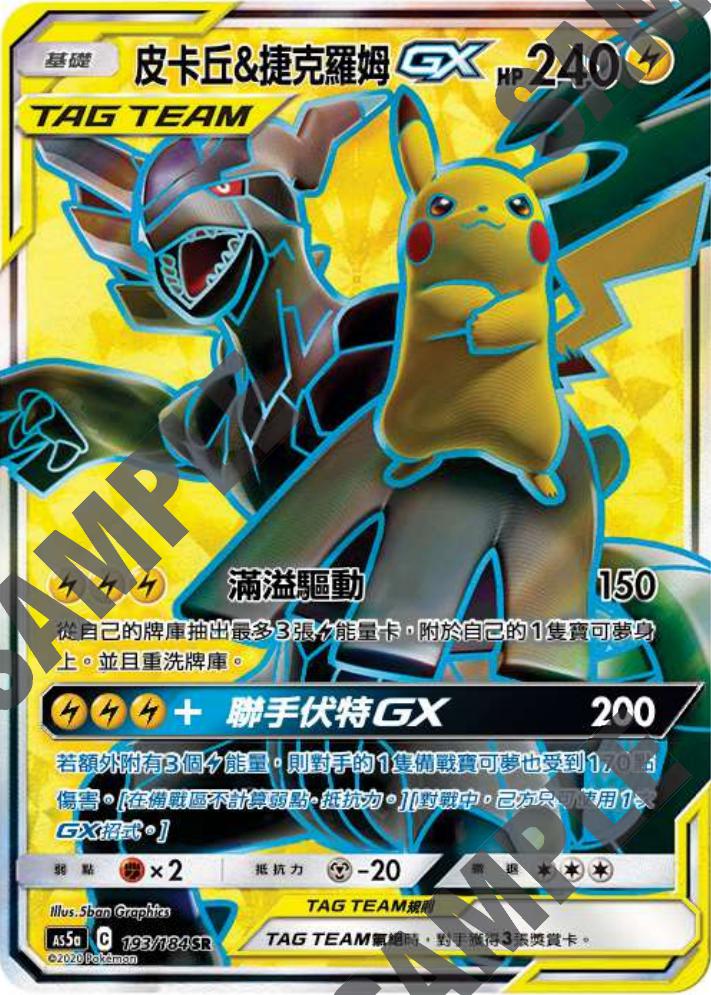 基礎 皮卡丘&捷克羅姆GX HP 240
TAG TEAM
滿溢驅動 150
從自己的牌庫抽出最多3張能量卡，附於自己的1隻寶可夢身
上。並且重洗牌庫。
+ 聯手伏特GX 200
若額外附有3個能量，則對手的1隻備戰寶可夢也受到170點
傷害。[在備戰區不計算弱點、抵抗力。][對戰中，己方只可使用1次
GX招式。]
弱點 ×2 抵抗力 -20 撤退
Illus. 5ban Graphics
TAG TEAM規則
AS5a C 193/184 SR
TAG TEAM氣絕時，對手獲得3張獎賞卡。
©2020 Pokémon
SAMPLE
SAMPLE
SAMPLE